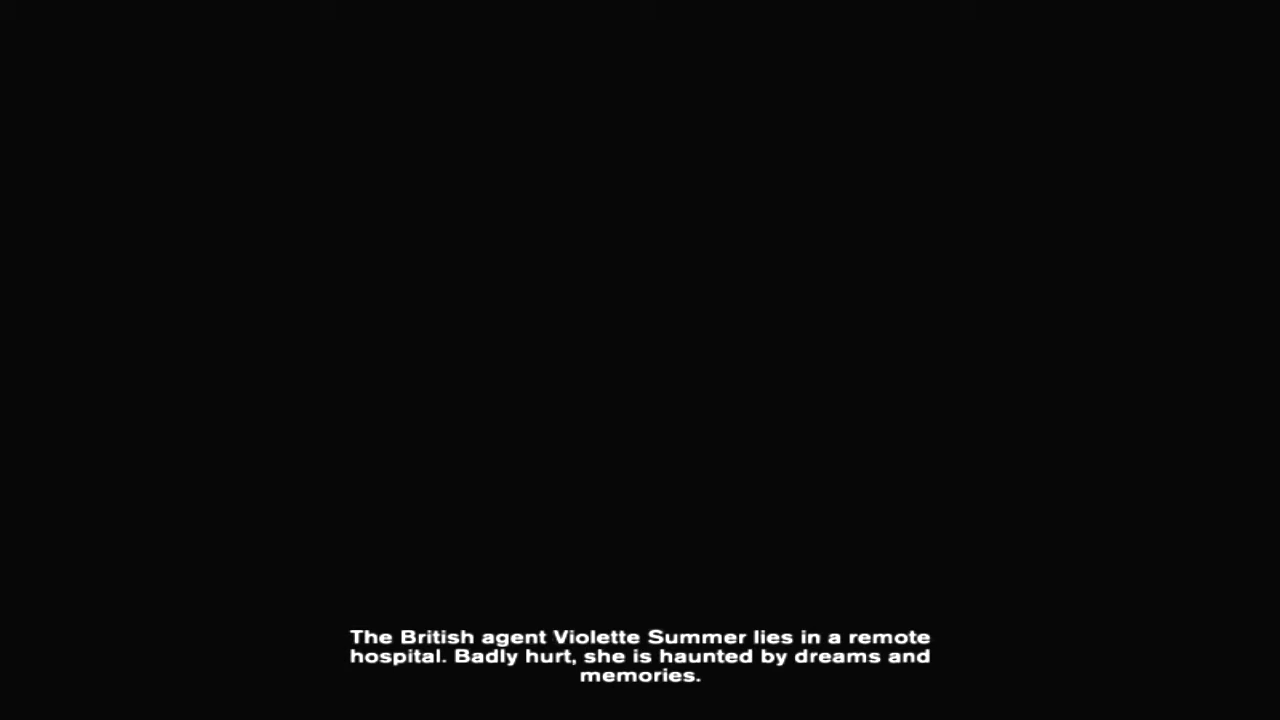 The British agent Violette Summer lies in a remote
hospital. Badly hurt, she is haunted by dreams and
memories.